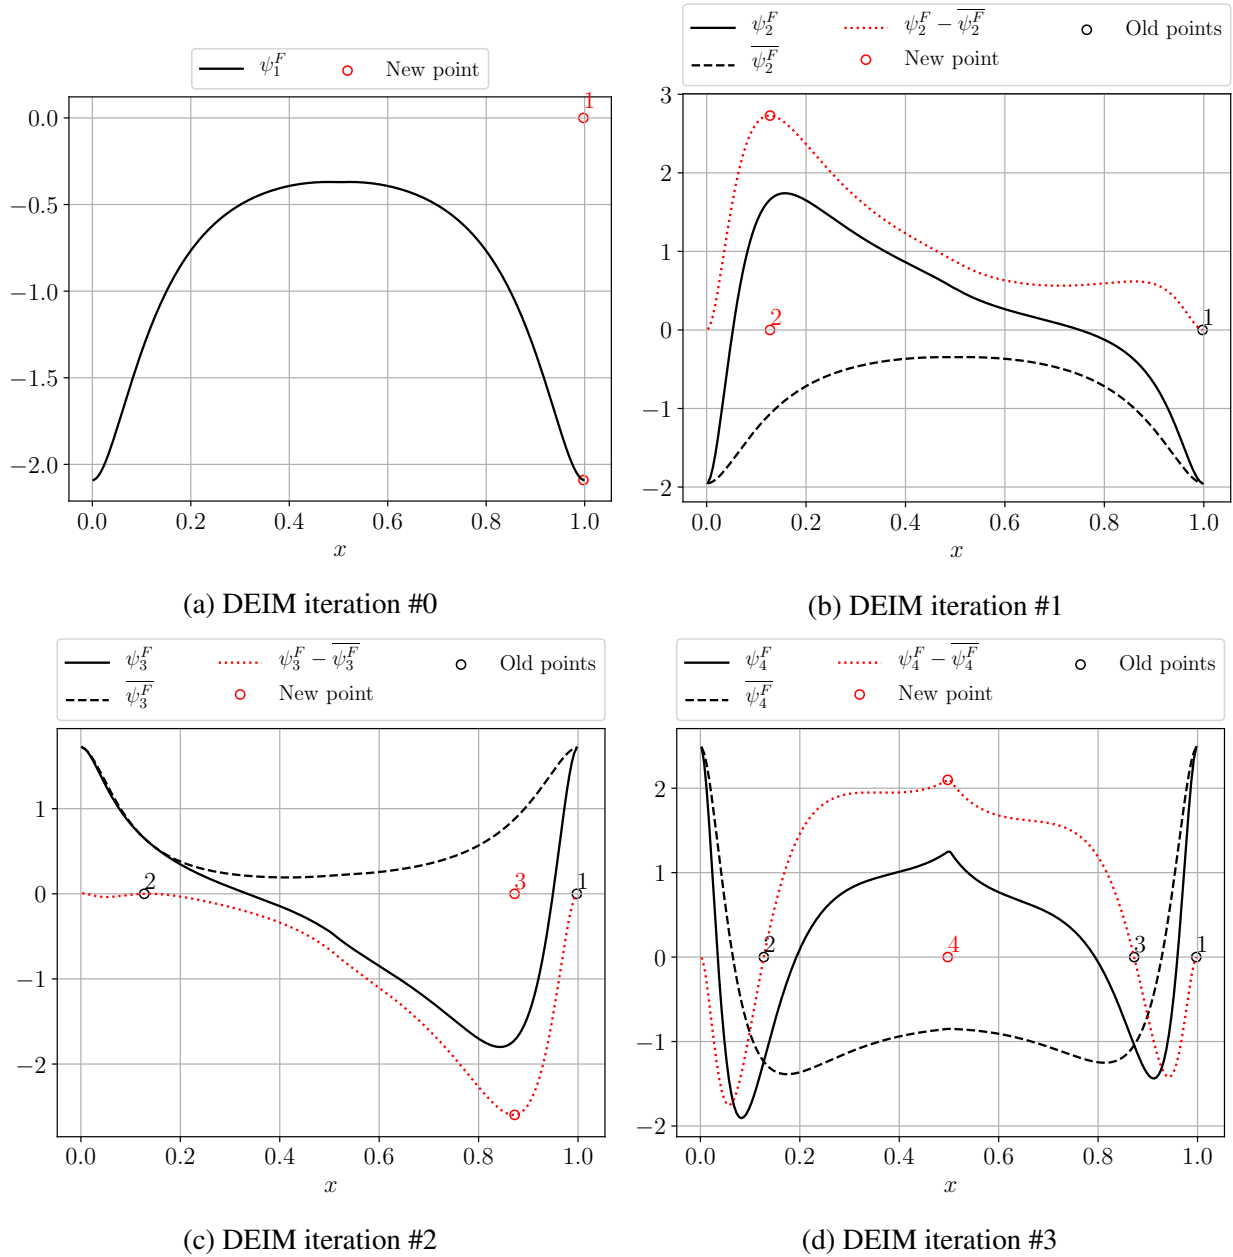 ψ₁ᶠ New point
0.0
−0.5
−1.0
−1.5
−2.0
1
0.0 0.2 0.4 0.6 0.8 1.0
x
(a) DEIM iteration #0
ψ₂ᶠ ψ₂ᶠ − \overline{ψ₂ᶠ} Old points
\overline{ψ₂ᶠ} New point
3
2
1
0
−1
−2
2 1
0.0 0.2 0.4 0.6 0.8 1.0
x
(b) DEIM iteration #1
ψ₃ᶠ ψ₃ᶠ − \overline{ψ₃ᶠ} Old points
\overline{ψ₃ᶠ} New point
1
0
−1
−2
2 3 1
0.0 0.2 0.4 0.6 0.8 1.0
x
(c) DEIM iteration #2
ψ₄ᶠ ψ₄ᶠ − \overline{ψ₄ᶠ} Old points
\overline{ψ₄ᶠ} New point
2
1
0
−1
−2
2 4 3 1
0.0 0.2 0.4 0.6 0.8 1.0
x
(d) DEIM iteration #3